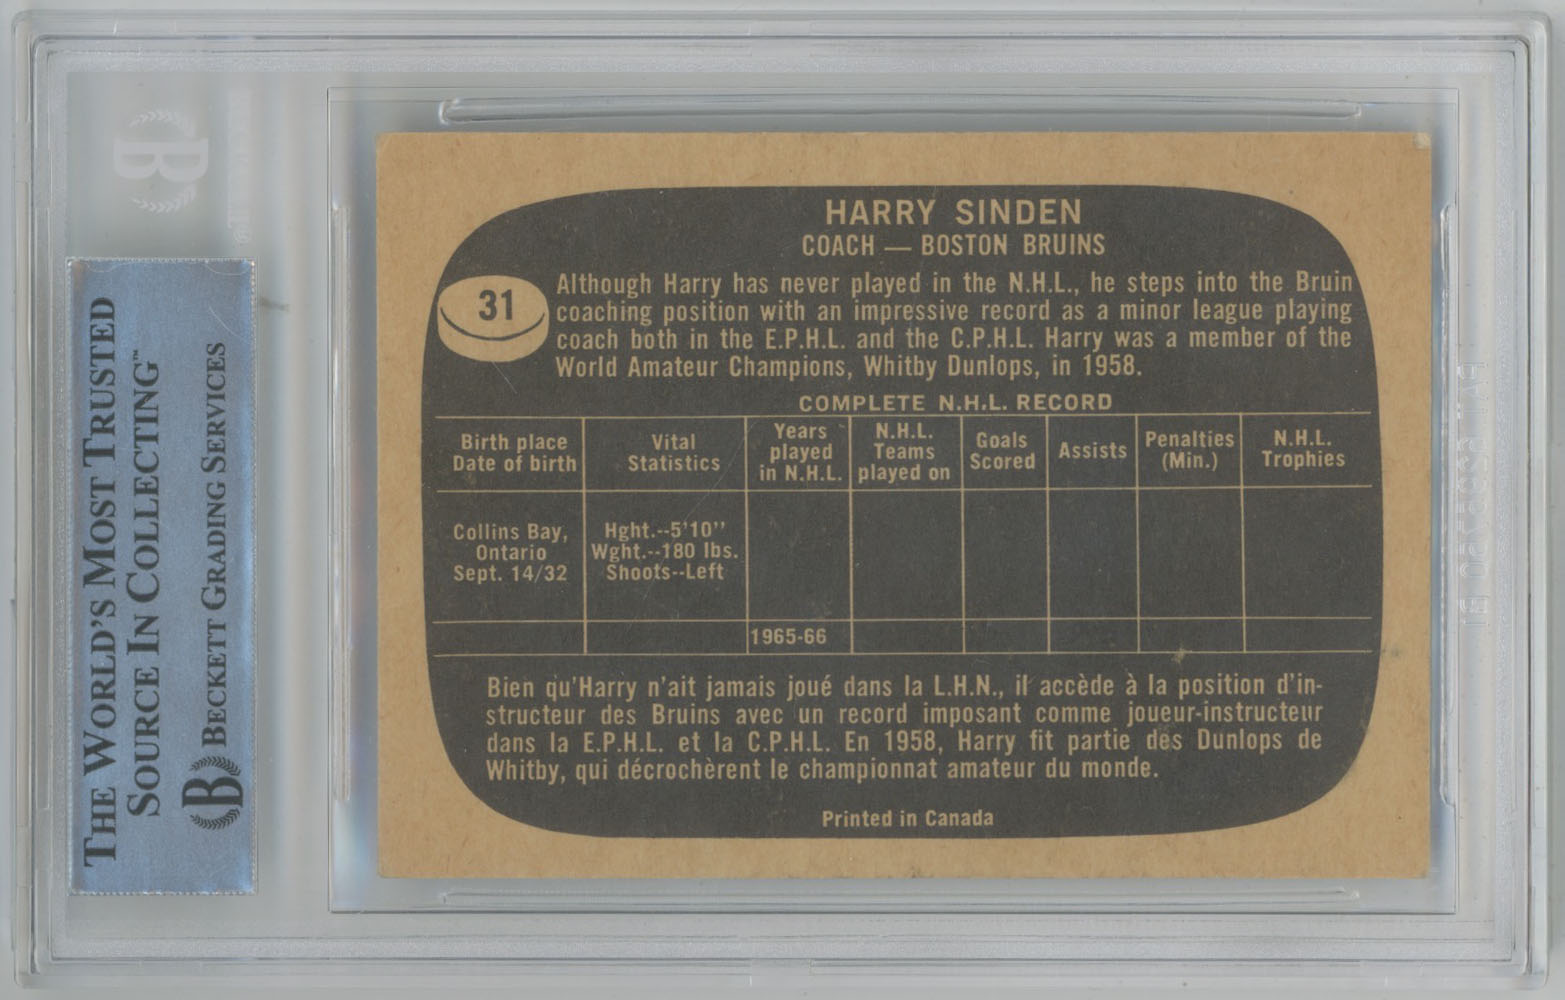 THE WORLD'S MOST TRUSTED
SOURCE IN COLLECTING™
B BECKETT GRADING SERVICES
HARRY SINDEN
COACH — BOSTON BRUINS
31
Although Harry has never played in the N.H.L., he steps into the Bruin
coaching position with an impressive record as a minor league playing
coach both in the E.P.H.L. and the C.P.H.L. Harry was a member of the
World Amateur Champions, Whitby Dunlops, in 1958.
COMPLETE N.H.L. RECORD
Birth place
Date of birth
Vital
Statistics
Years
played
in N.H.L.
N.H.L.
Teams
played on
Goals
Scored
Assists
Penalties
(Min.)
N.H.L.
Trophies
Collins Bay,
Ontario
Sept. 14/32
Hght.--5'10''
Wght.--180 lbs.
Shoots--Left
1965-66
Bien qu'Harry n'ait jamais joué dans la L.H.N., il accède à la position d'in-
structeur des Bruins avec un record imposant comme joueur-instructeur
dans la E.P.H.L. et la C.P.H.L. En 1958, Harry fit partie des Dunlops de
Whitby, qui décrochèrent le championnat amateur du monde.
Printed in Canada